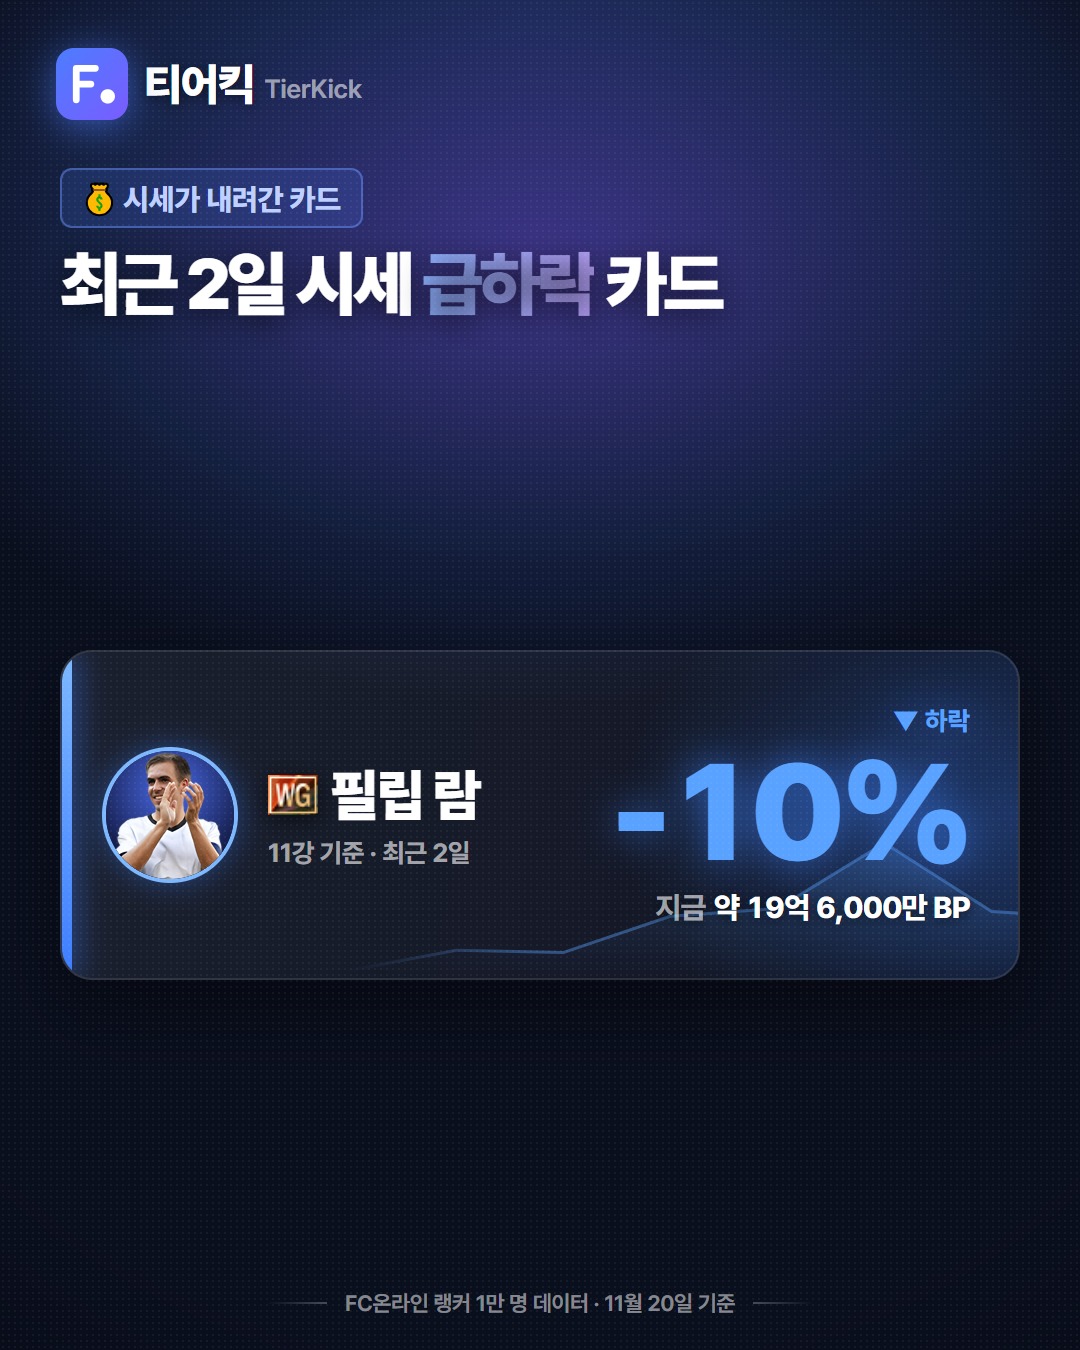 F.
티어킥 TierKick
시세가 내려간 카드
최근 2일 시세 급하락 카드
▼ 하락
WG 필립 람
-10%
11강 기준 · 최근 2일
지금 약 19억 6,000만 BP
FC온라인 랭커 1만 명 데이터 · 11월 20일 기준